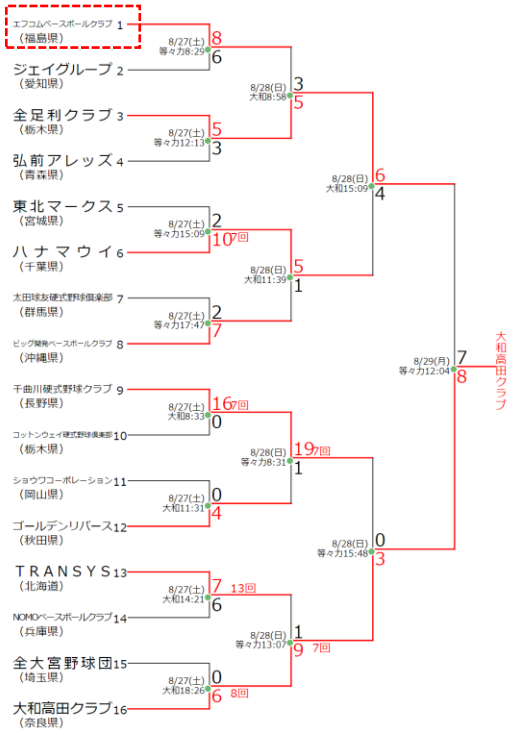 エフコムベースボールクラブ 1
（福島県）
8/27(土)
等々力8:29
8
6
ジェイグループ 2
（愛知県）
8/28(日)
大和8:58
3
5
全足利クラブ 3
（栃木県）
8/27(土)
等々力12:13
5
3
弘前アレッズ 4
（青森県）
8/28(日)
大和15:09
6
4
東北マークス 5
（宮城県）
8/27(土)
等々力15:09
2
10 7回
ハナマウイ 6
（千葉県）
8/28(日)
大和11:39
5
1
太田球友硬式野球倶楽部 7
（群馬県）
8/27(土)
等々力17:47
2
7
ビッグ開発ベースボールクラブ 8
（沖縄県）
8/29(月)
等々力12:04
7
8
大和高田クラブ
千曲川硬式野球クラブ 9
（長野県）
8/27(土)
大和8:33
16 7回
0
コットンウェイ硬式野球倶楽部 10
（栃木県）
8/28(日)
等々力8:31
19 7回
1
ショウワコーポレーション 11
（岡山県）
8/27(土)
大和11:31
0
4
ゴールデンリバース 12
（秋田県）
8/28(日)
等々力15:48
0
3
TRANSYS 13
（北海道）
8/27(土)
大和14:21
7 13回
6
NOMOベースボールクラブ 14
（兵庫県）
8/28(日)
等々力13:07
1
9 7回
全大宮野球団 15
（埼玉県）
8/27(土)
大和18:26
0
6 8回
大和高田クラブ 16
（奈良県）